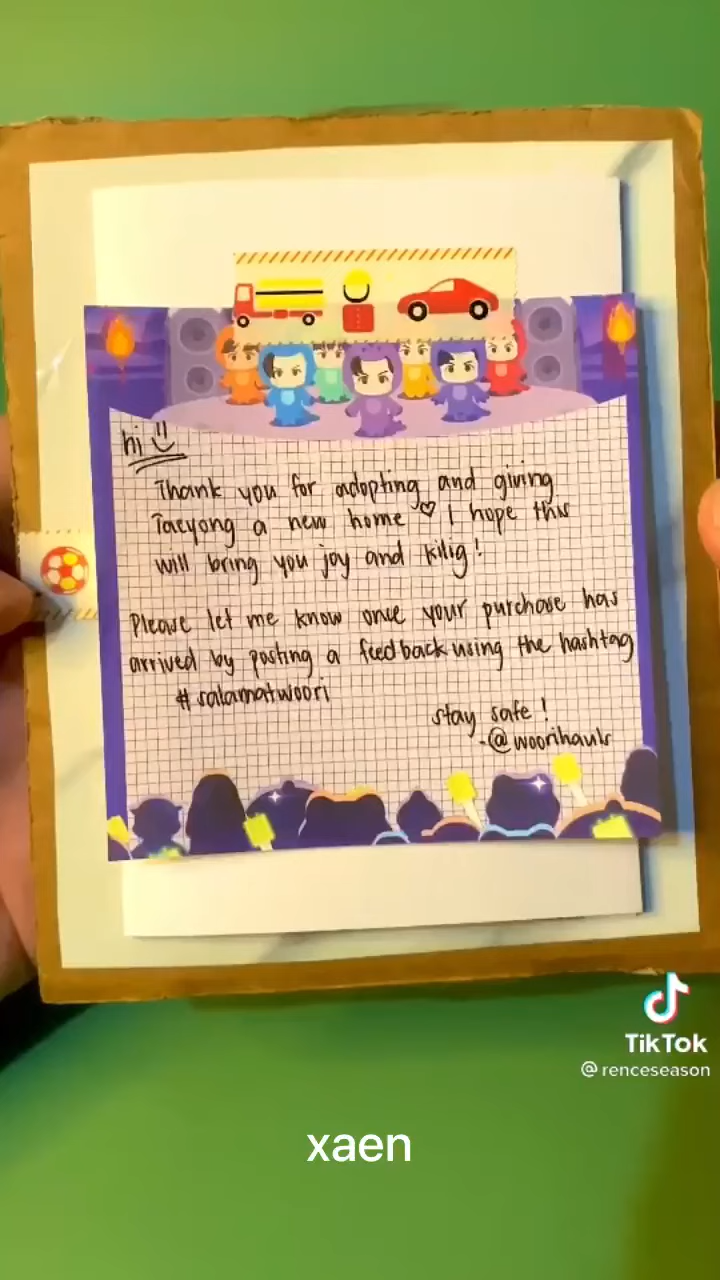 hi
Thank you for adopting and giving
Taeyong a new home ♡ I hope this
will bring you joy and kilig!
Please let me know once your purchase has
arrived by posting a feedback using the hashtag
#salamatwoori
stay safe!
-@woorihauls
TikTok
@renceseason
xaen